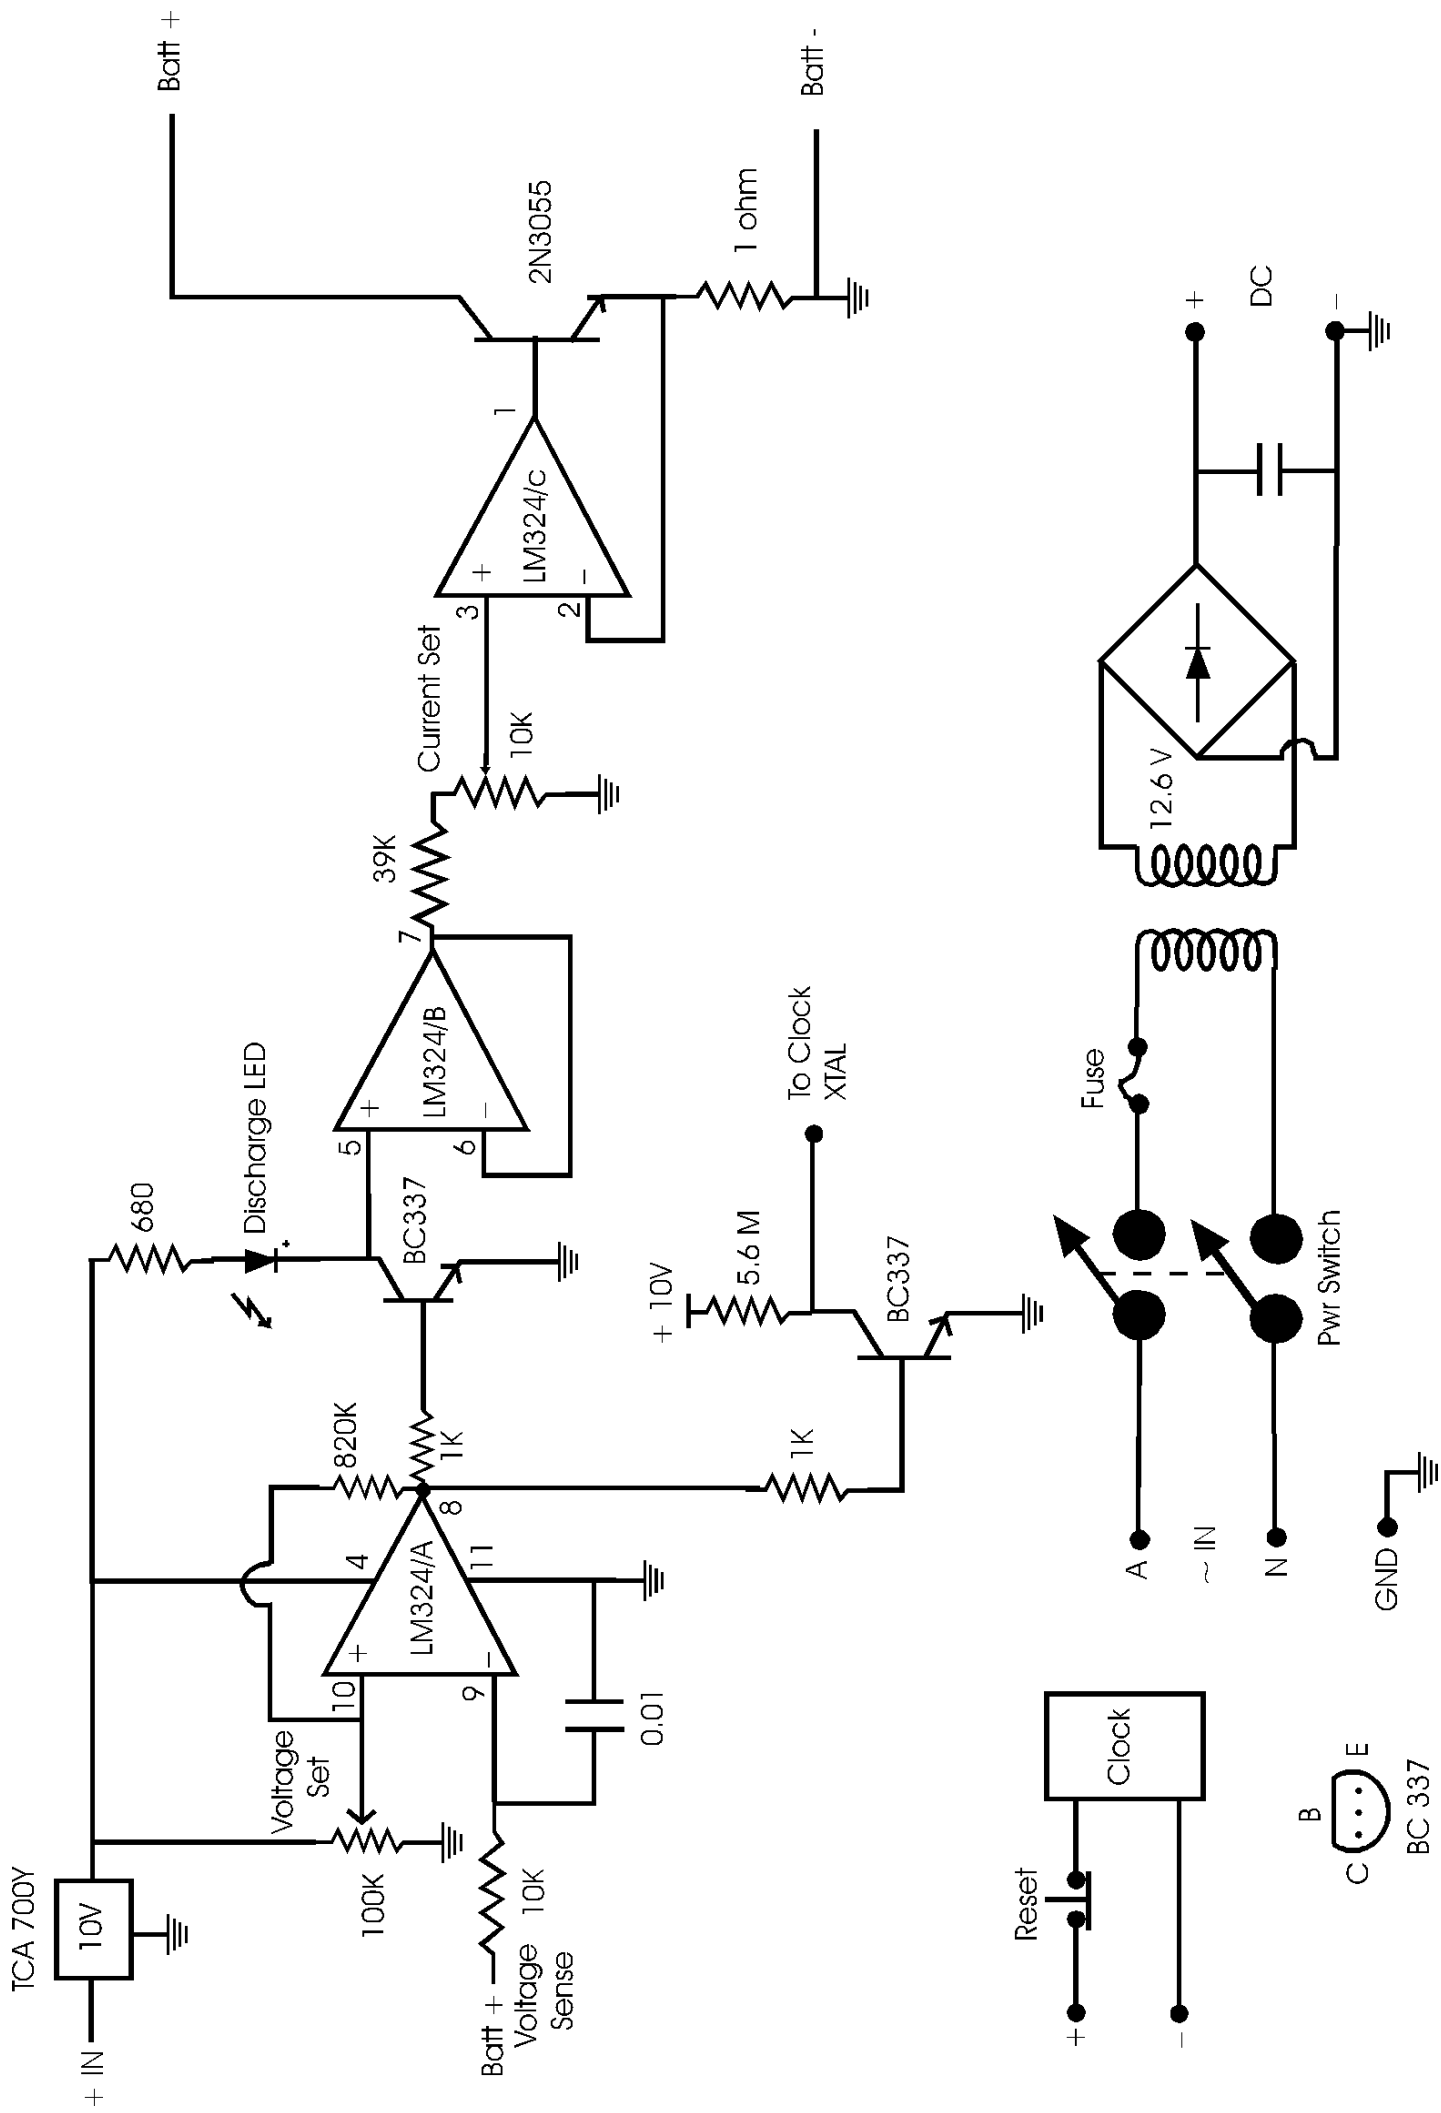 TCA 700Y
+ IN
10V
680
Discharge LED
Batt +
Voltage
Set
100K
10
+
9
-
LM324/A
4
11
8
820K
1K
BC337
5
+
6
-
LM324/B
7
39K
Current Set
10K
3
+
2
-
LM324/C
1
2N3055
1 ohm
Batt -
Batt +
Voltage
Sense
10K
0.01
1K
+ 10V
5.6 M
BC337
To Clock
XTAL
Reset
+
-
Clock
A
~ IN
N
GND
Pwr Switch
Fuse
12.6 V
+
DC
-
B
C
E
BC 337